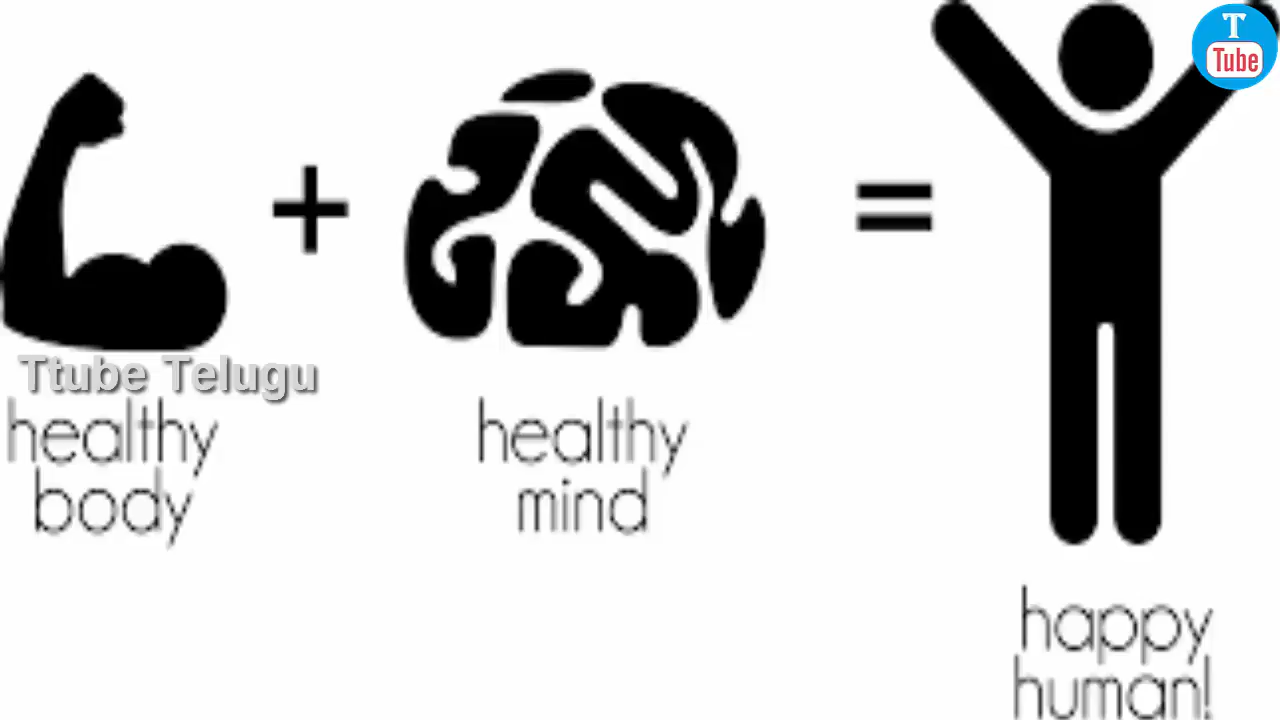 T
Tube
Ttube Telugu
healthy
body
healthy
mind
happy
human!